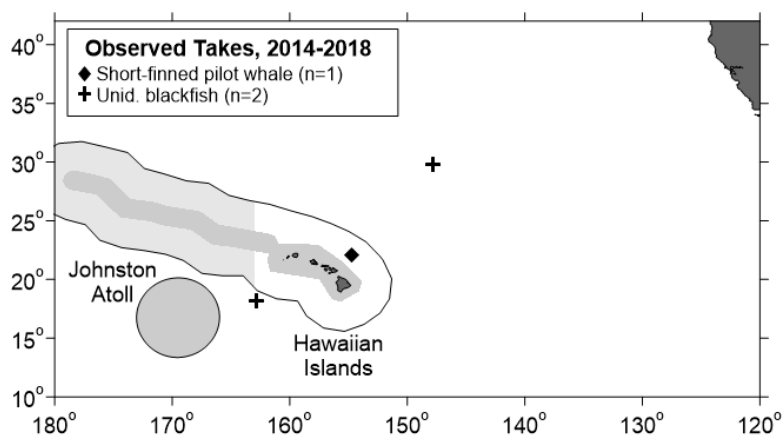 Observed Takes, 2014-2018
Short-finned pilot whale (n=1)
Unid. blackfish (n=2)
40°
35°
30°
25°
20°
15°
10°
Johnston
Atoll
Hawaiian
Islands
180° 170° 160° 150° 140° 130° 120°